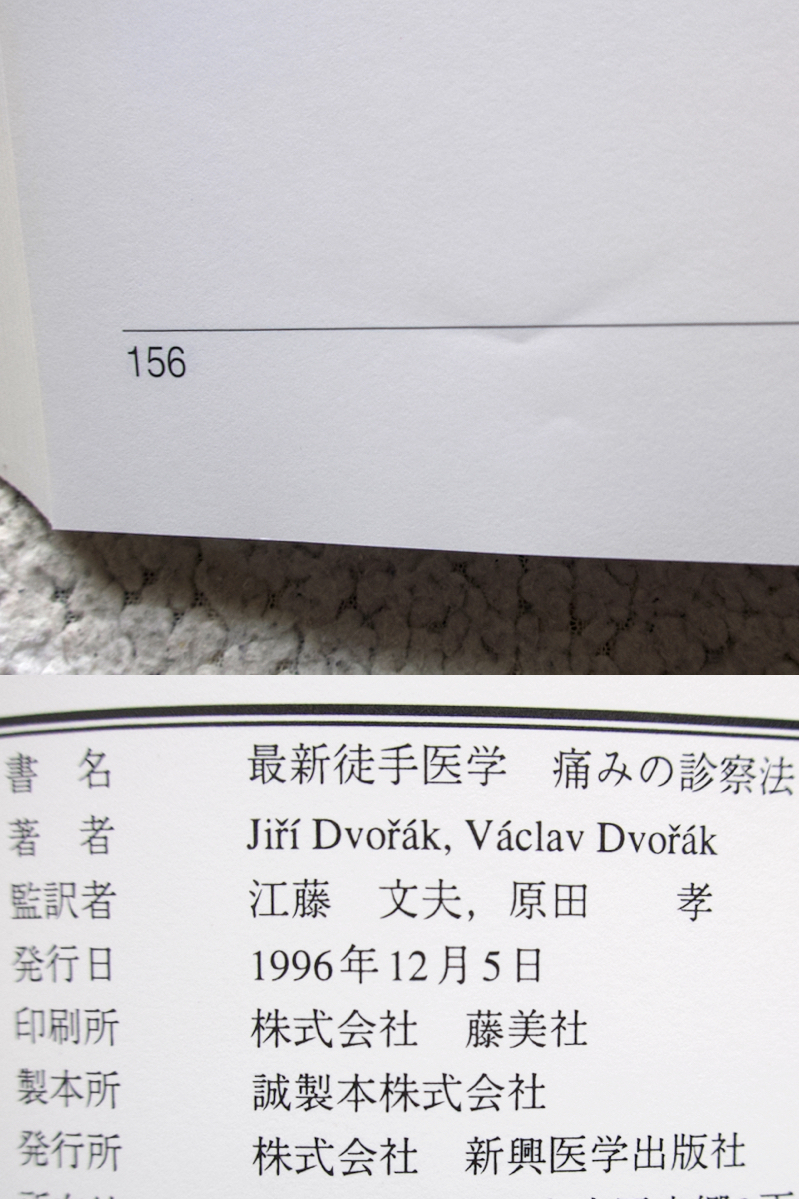 156
書　名　最新徒手医学　痛みの診察法
著　者　Jiří Dvořák, Václav Dvořák
監訳者　江藤　文夫, 原田　孝
発行日　1996年12月5日
印刷所　株式会社　藤美社
製本所　誠製本株式会社
発行所　株式会社　新興医学出版社